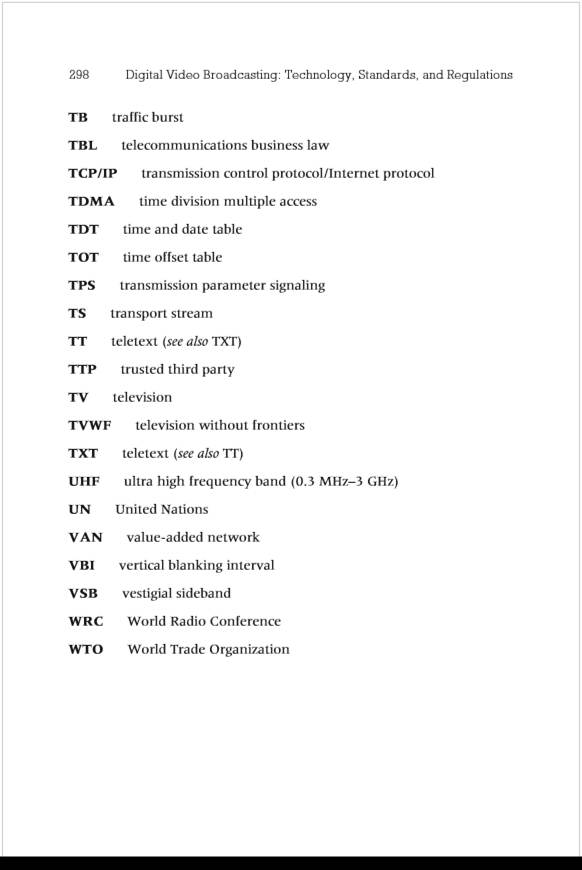 298 Digital Video Broadcasting: Technology, Standards, and Regulations
TB traffic burst
TBL telecommunications business law
TCP/IP transmission control protocol/Internet protocol
TDMA time division multiple access
TDT time and date table
TOT time offset table
TPS transmission parameter signaling
TS transport stream
TT teletext (see also TXT)
TTP trusted third party
TV television
TVWF television without frontiers
TXT teletext (see also TT)
UHF ultra high frequency band (0.3 MHz–3 GHz)
UN United Nations
VAN value-added network
VBI vertical blanking interval
VSB vestigial sideband
WRC World Radio Conference
WTO World Trade Organization